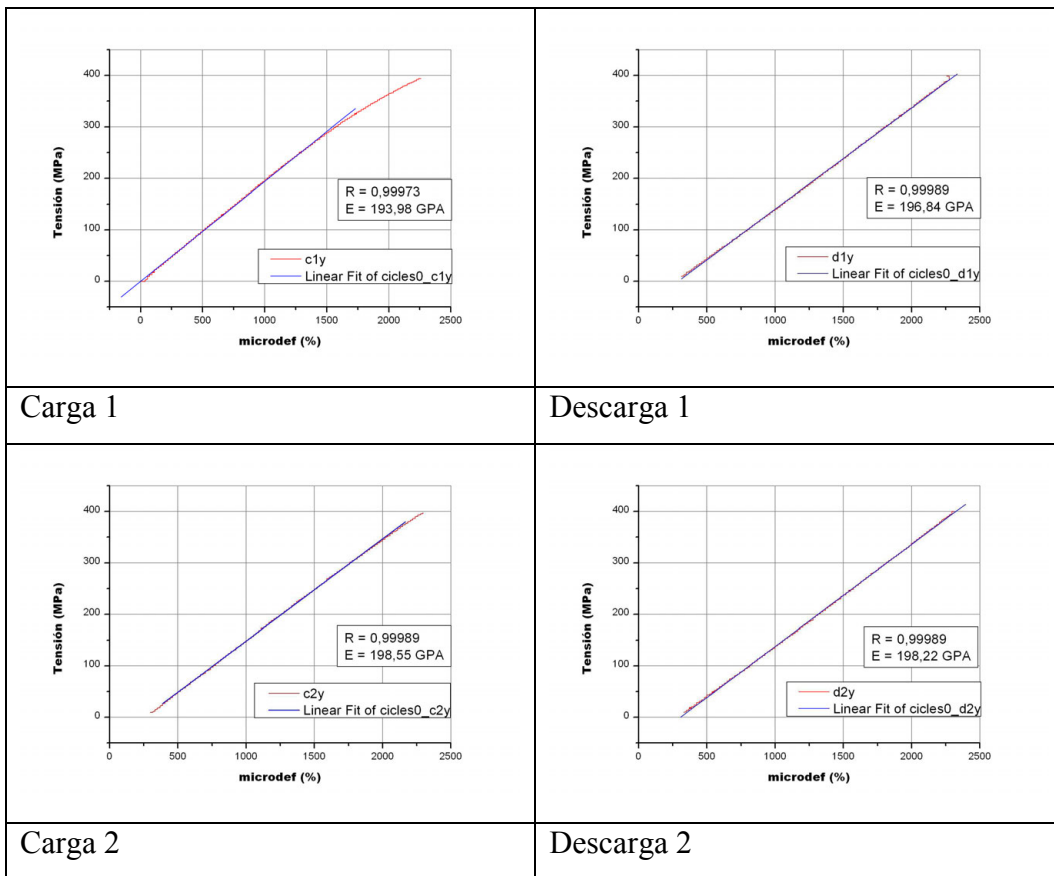 400
300
200
100
0
Tensión (MPa)
R = 0,99973
E = 193,98 GPA
c1y
Linear Fit of cicles0_c1y
0 500 1000 1500 2000 2500
microdef (%)
400
300
200
100
0
Tensión (MPa)
R = 0,99989
E = 196,84 GPA
d1y
Linear Fit of cicles0_d1y
0 500 1000 1500 2000 2500
microdef (%)
Carga 1
Descarga 1
400
300
200
100
0
Tensión (MPa)
R = 0,99989
E = 198,55 GPA
c2y
Linear Fit of cicles0_c2y
0 500 1000 1500 2000 2500
microdef (%)
400
300
200
100
0
Tensión (MPa)
R = 0,99989
E = 198,22 GPA
d2y
Linear Fit of cicles0_d2y
0 500 1000 1500 2000 2500
microdef (%)
Carga 2
Descarga 2